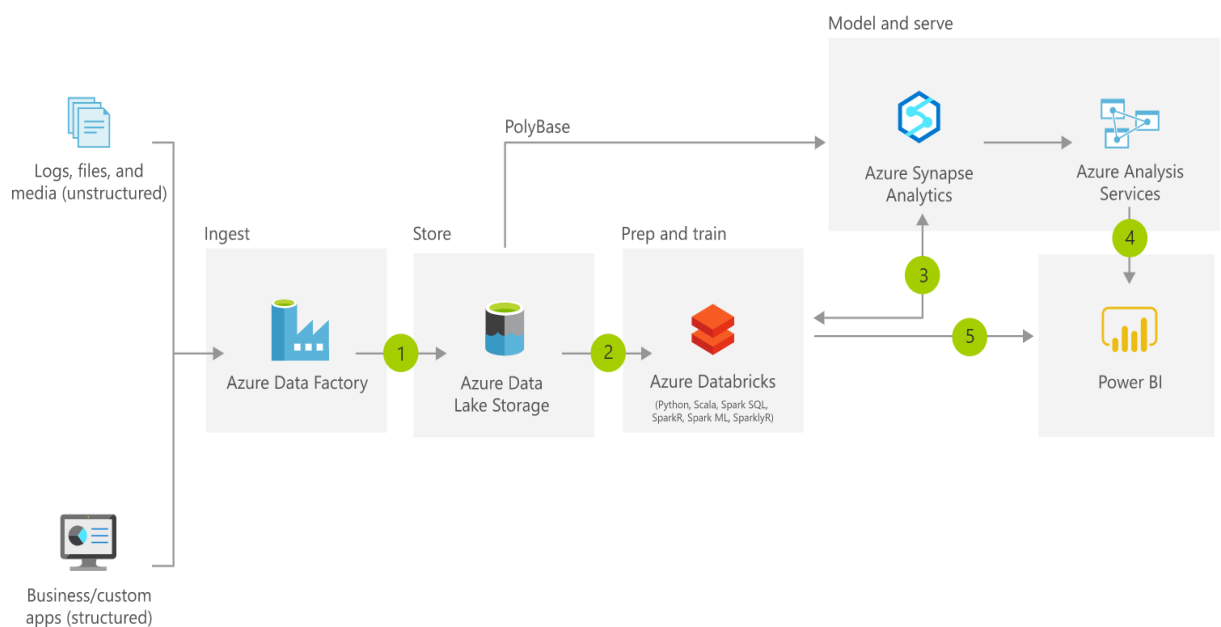 Model and serve
PolyBase
Logs, files, and
media (unstructured)
Azure Synapse
Analytics
Azure Analysis
Services
Ingest
Store
Prep and train
3
4
1
2
5
Azure Data Factory
Azure Data
Lake Storage
Azure Databricks
(Python, Scala, Spark SQL,
SparkR, Spark ML, SparklyR)
Power BI
Business/custom
apps (structured)